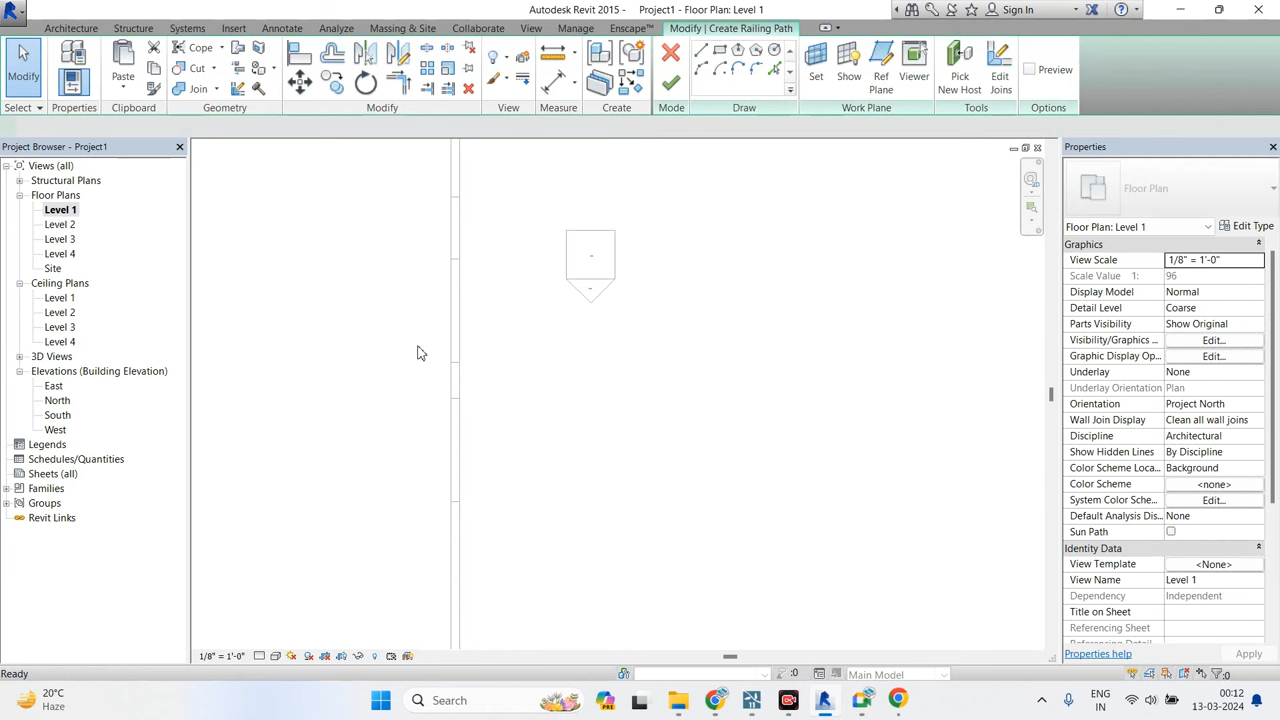 Autodesk Revit 2015 - Project1 - Floor Plan: Level 1
Sign In
Architecture Structure Systems Insert Annotate Analyze Massing & Site Collaborate View Manage Enscape™ Modify | Create Railing Path
Modify
Select
Properties
Paste
Clipboard
Cope
Cut
Join
Geometry
Modify
View
Measure
Create
Mode
Draw
Set
Show
Ref Plane
Viewer
Work Plane
Pick New Host
Edit Joins
Tools
Preview
Options
Project Browser - Project1
Views (all)
Structural Plans
Floor Plans
Level 1
Level 2
Level 3
Level 4
Site
Ceiling Plans
Level 1
Level 2
Level 3
Level 4
3D Views
Elevations (Building Elevation)
East
North
South
West
Legends
Schedules/Quantities
Sheets (all)
Families
Groups
Revit Links
Properties
Floor Plan
Floor Plan: Level 1 Edit Type
Graphics
View Scale 1/8" = 1'-0"
Scale Value 1: 96
Display Model Normal
Detail Level Coarse
Parts Visibility Show Original
Visibility/Graphics ... Edit...
Graphic Display Op... Edit...
Underlay None
Underlay Orientation Plan
Orientation Project North
Wall Join Display Clean all wall joins
Discipline Architectural
Show Hidden Lines By Discipline
Color Scheme Loca... Background
Color Scheme <none>
System Color Sche... Edit...
Default Analysis Dis... None
Sun Path
Identity Data
View Template <None>
View Name Level 1
Dependency Independent
Title on Sheet
Referencing Sheet
Properties help Apply
1/8" = 1'-0"
Ready
:0
Main Model
:0
20°C
Haze
Search
ENG
IN
00:12
13-03-2024